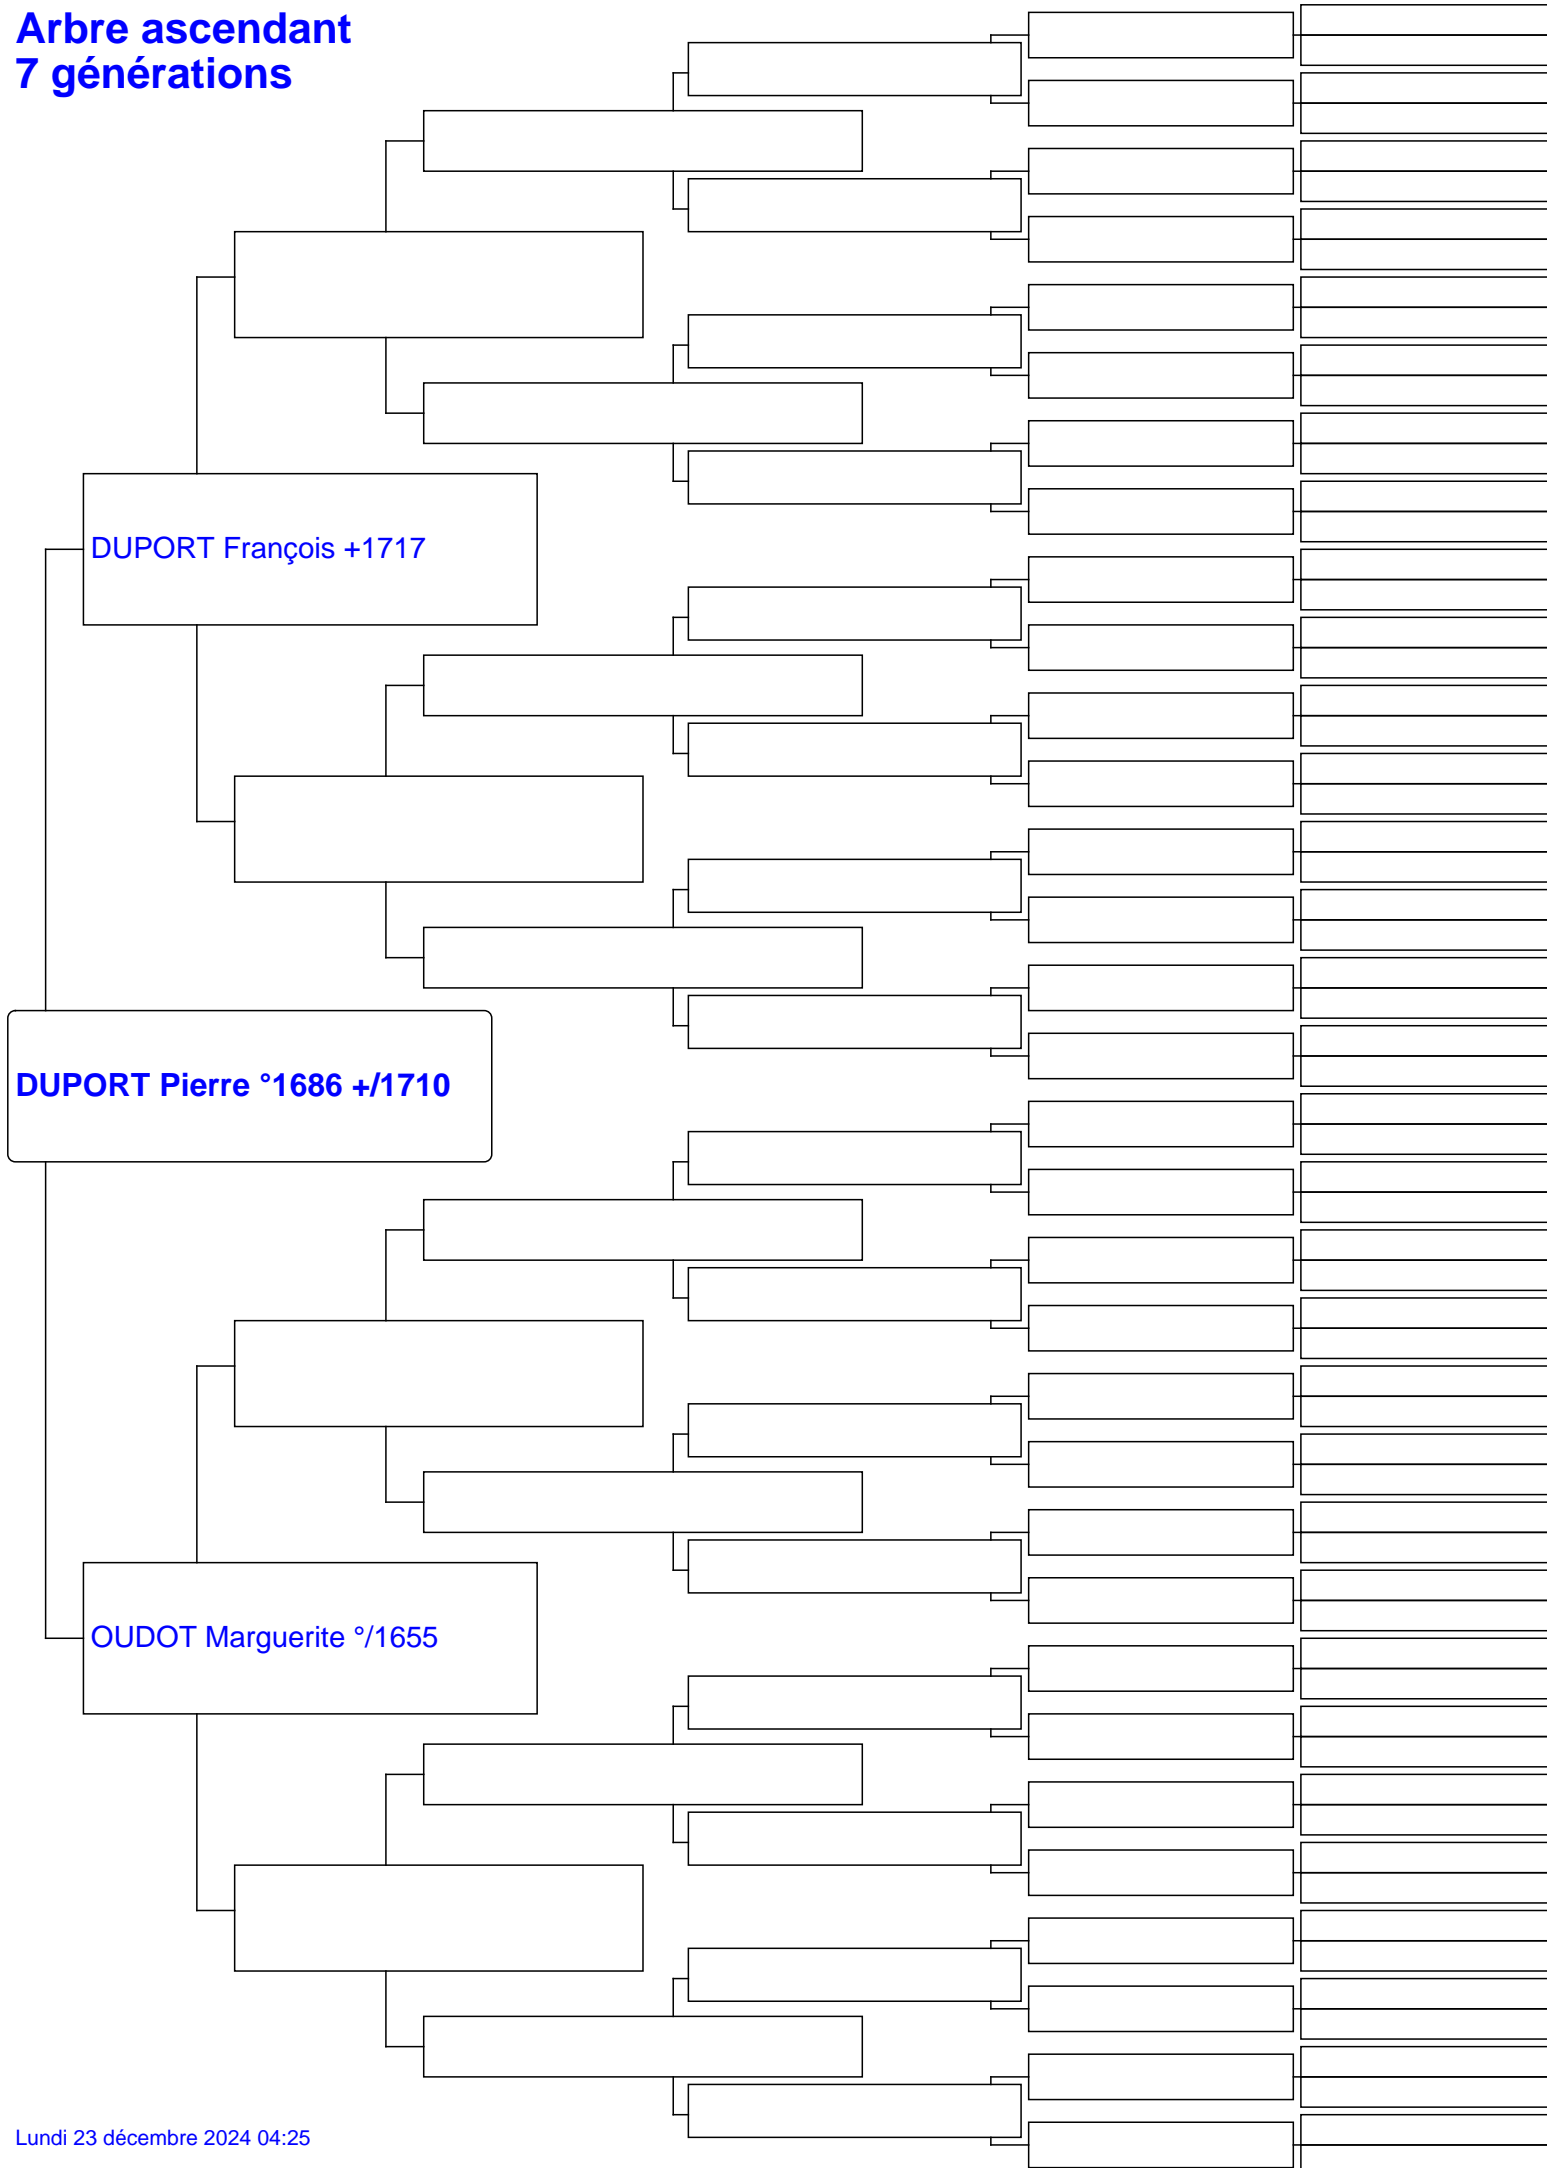 Arbre ascendant
7 générations
DUPORT François +1717
DUPORT Pierre °1686 +/1710
OUDOT Marguerite °/1655
Lundi 23 décembre 2024 04:25